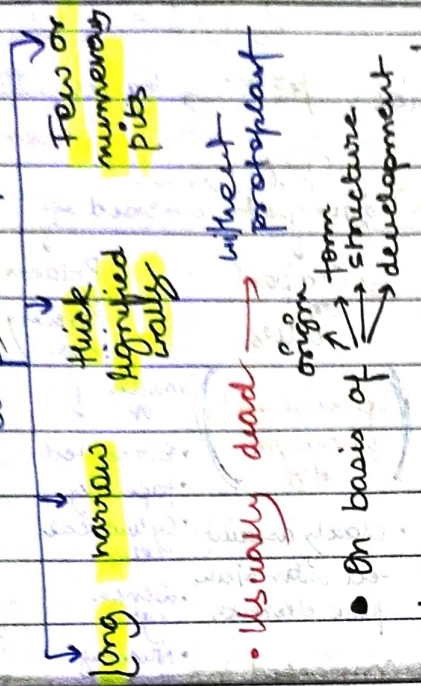 Long narrow thick Few or
lignified numerous
walls pits
• Usually dead → without
protoplast
origin
form
• On basis of structure
development